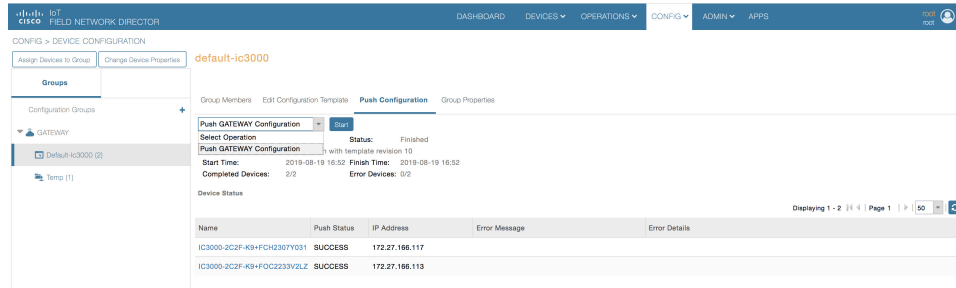 cisco IoT
FIELD NETWORK DIRECTOR
DASHBOARD DEVICES OPERATIONS CONFIG ADMIN APPS
root
root
CONFIG > DEVICE CONFIGURATION
Assign Devices to Group Change Device Properties
default-ic3000
Groups
Configuration Groups +
GATEWAY
Default-Ic3000 (2)
Temp (1)
Group Members Edit Configuration Template Push Configuration Group Properties
Push GATEWAY Configuration Start
Select Operation
Push GATEWAY Configuration
Status: Finished
with template revision 10
Start Time: 2019-08-19 16:52 Finish Time: 2019-08-19 16:52
Completed Devices: 2/2 Error Devices: 0/2
Device Status
Displaying 1 - 2 Page 1 50
Name Push Status IP Address Error Message Error Details
IC3000-2C2F-K9+FCH2307Y031 SUCCESS 172.27.166.117
IC3000-2C2F-K9+FOC2233V2LZ SUCCESS 172.27.166.113